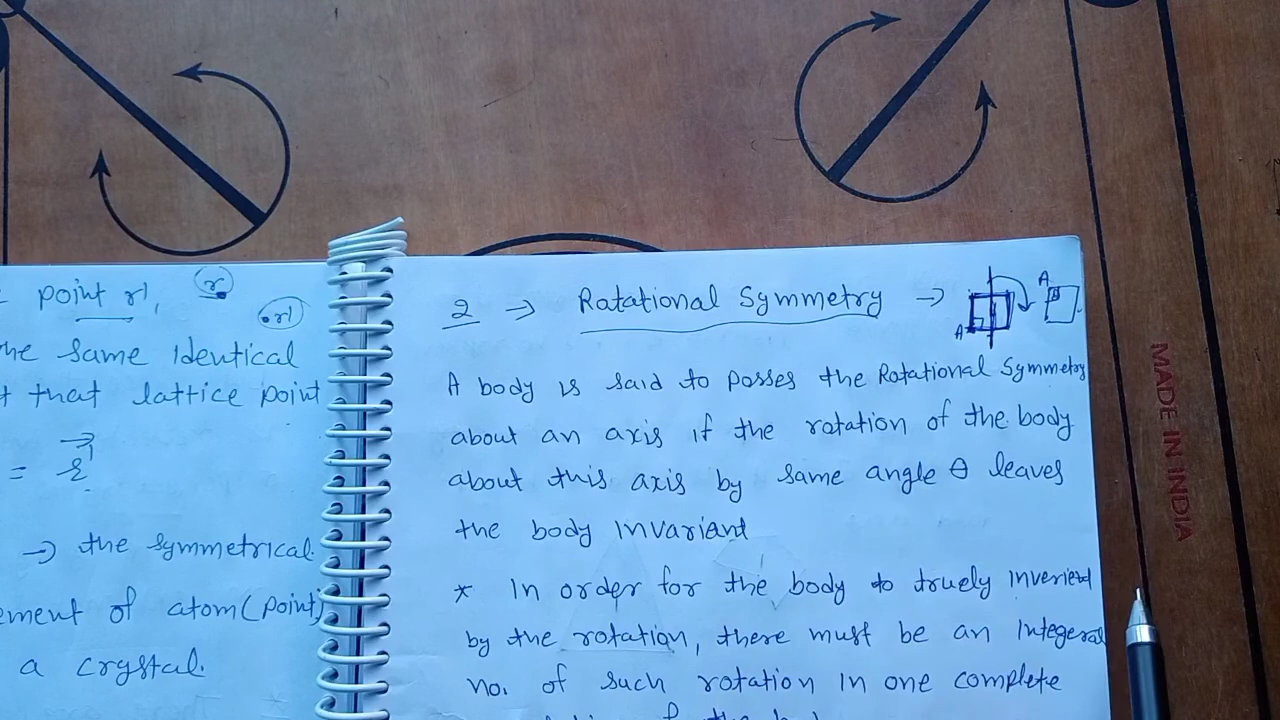 point r',
r
r'
he same identical
t that lattice point
= r'
→ the symmetrical
ement of atom (point)
a crystal.
2 → Rotational Symmetry →
A
A
B
A body is said to posses the Rotational Symmetry
about an axis if the rotation of the body
about this axis by same angle θ leaves
the body invariant
* In order for the body to truely
by the rotation, there must be an Integeral
no. of such rotation in one complete
MADE IN INDIA